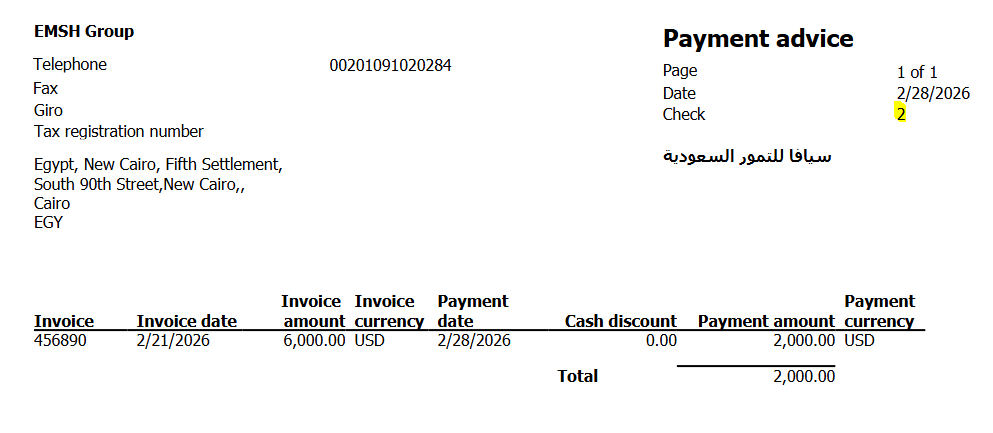 EMSH Group
Telephone 00201091020284
Fax
Giro
Tax registration number
Egypt, New Cairo, Fifth Settlement,
South 90th Street,New Cairo,,
Cairo
EGY
Payment advice
Page 1 of 1
Date 2/28/2026
Check 2
سيافا للتمور السعودية
Invoice Invoice date Invoice amount Invoice currency Payment date Cash discount Payment amount Payment currency
456890 2/21/2026 6,000.00 USD 2/28/2026 0.00 2,000.00 USD
Total 2,000.00